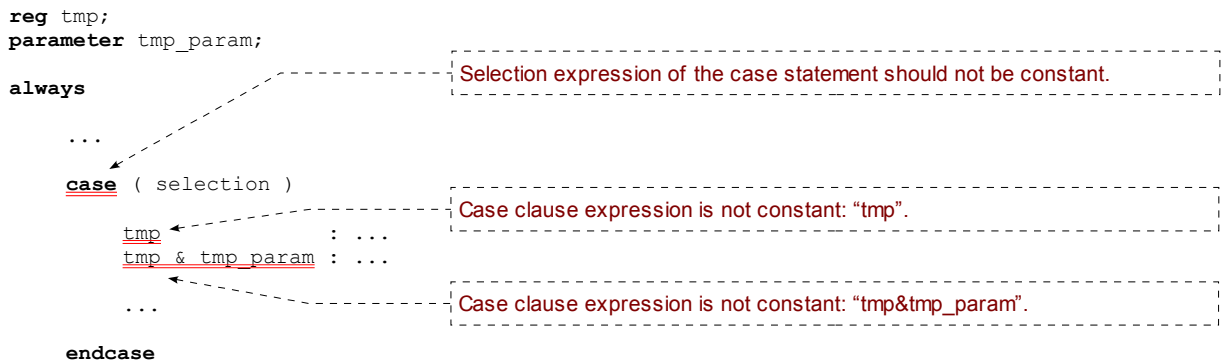 reg tmp;
parameter tmp_param;
Selection expression of the case statement should not be constant.
always
...
case ( selection )
Case clause expression is not constant: “tmp”.
tmp : ...
tmp & tmp_param : ...
... Case clause expression is not constant: “tmp&tmp_param”.
endcase